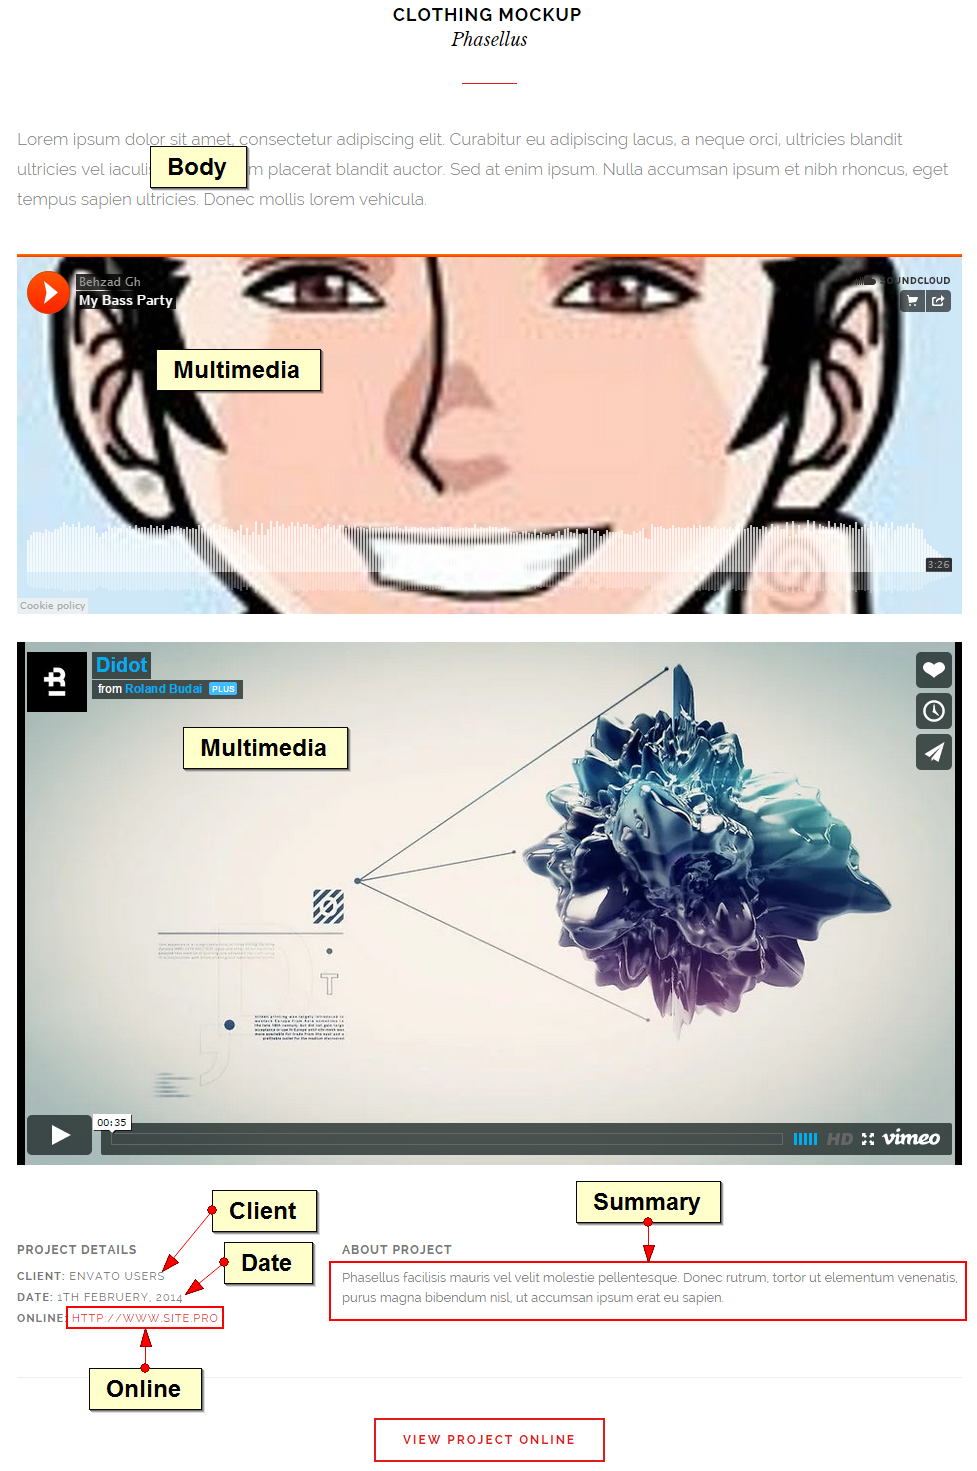 CLOTHING MOCKUP
Phasellus
Lorem ipsum dolor sit amet, consectetur adipiscing elit. Curabitur eu adipiscing lacus, a neque orci, ultricies blandit
ultricies vel iaculis m placerat blandit auctor. Sed at enim ipsum. Nulla accumsan ipsum et nibh rhoncus, eget
Body
tempus sapien ultricies. Donec mollis lorem vehicula.
Behzad Gh
My Bass Party
SOUNDCLOUD
Multimedia
3:26
Cookie policy
Didot
from Roland Budai PLUS
Multimedia
T
00:35
HD vimeo
Client
Summary
Date
PROJECT DETAILS
CLIENT: ENVATO USERS
DATE: 1TH FEBRUERY, 2014
ONLINE: HTTP://WWW.SITE.PRO
ABOUT PROJECT
Phasellus facilisis mauris vel velit molestie pellentesque. Donec rutrum, tortor ut elementum venenatis,
purus magna bibendum nisl, ut accumsan ipsum erat eu sapien.
Online
VIEW PROJECT ONLINE